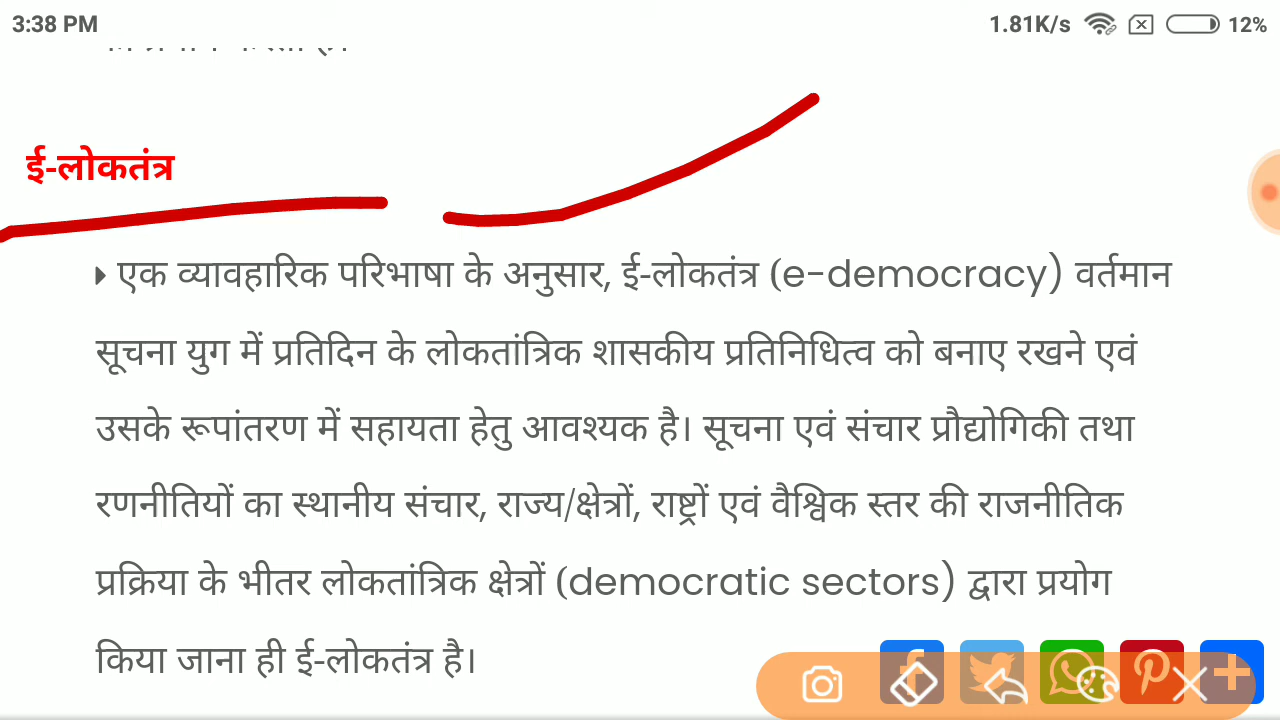 3:38 PM
1.81K/s
12%
ई-लोकतंत्र
एक व्यावहारिक परिभाषा के अनुसार, ई-लोकतंत्र (e-democracy) वर्तमान
सूचना युग में प्रतिदिन के लोकतांत्रिक शासकीय प्रतिनिधित्व को बनाए रखने एवं
उसके रूपांतरण में सहायता हेतु आवश्यक है। सूचना एवं संचार प्रौद्योगिकी तथा
रणनीतियों का स्थानीय संचार, राज्य/क्षेत्रों, राष्ट्रों एवं वैश्विक स्तर की राजनीतिक
प्रक्रिया के भीतर लोकतांत्रिक क्षेत्रों (democratic sectors) द्वारा प्रयोग
किया जाना ही ई-लोकतंत्र है।